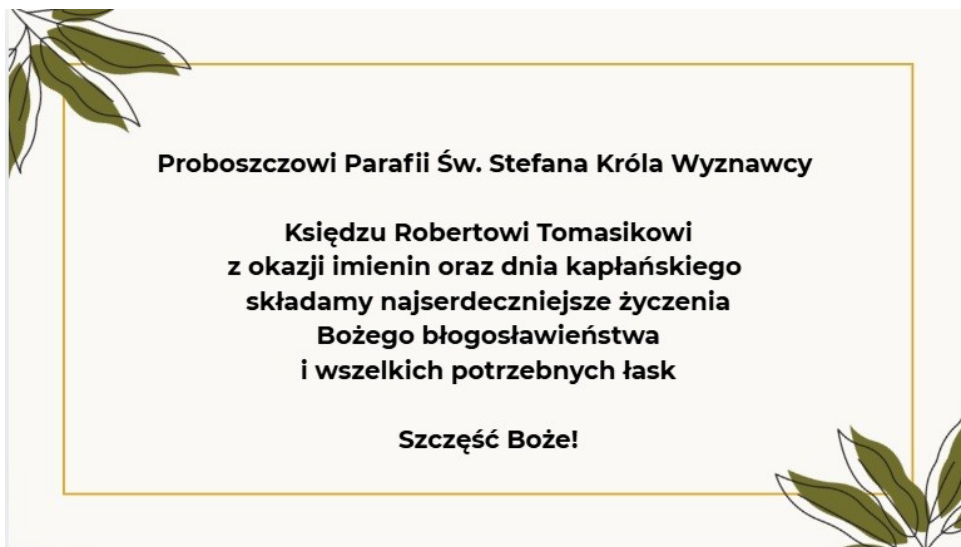 Proboszczowi Parafii Św. Stefana Króla Wyznawcy
Księdzu Robertowi Tomasikowi
z okazji imienin oraz dnia kapłańskiego
składamy najserdeczniejsze życzenia
Bożego błogosławieństwa
i wszelkich potrzebnych łask
Szczęść Boże!